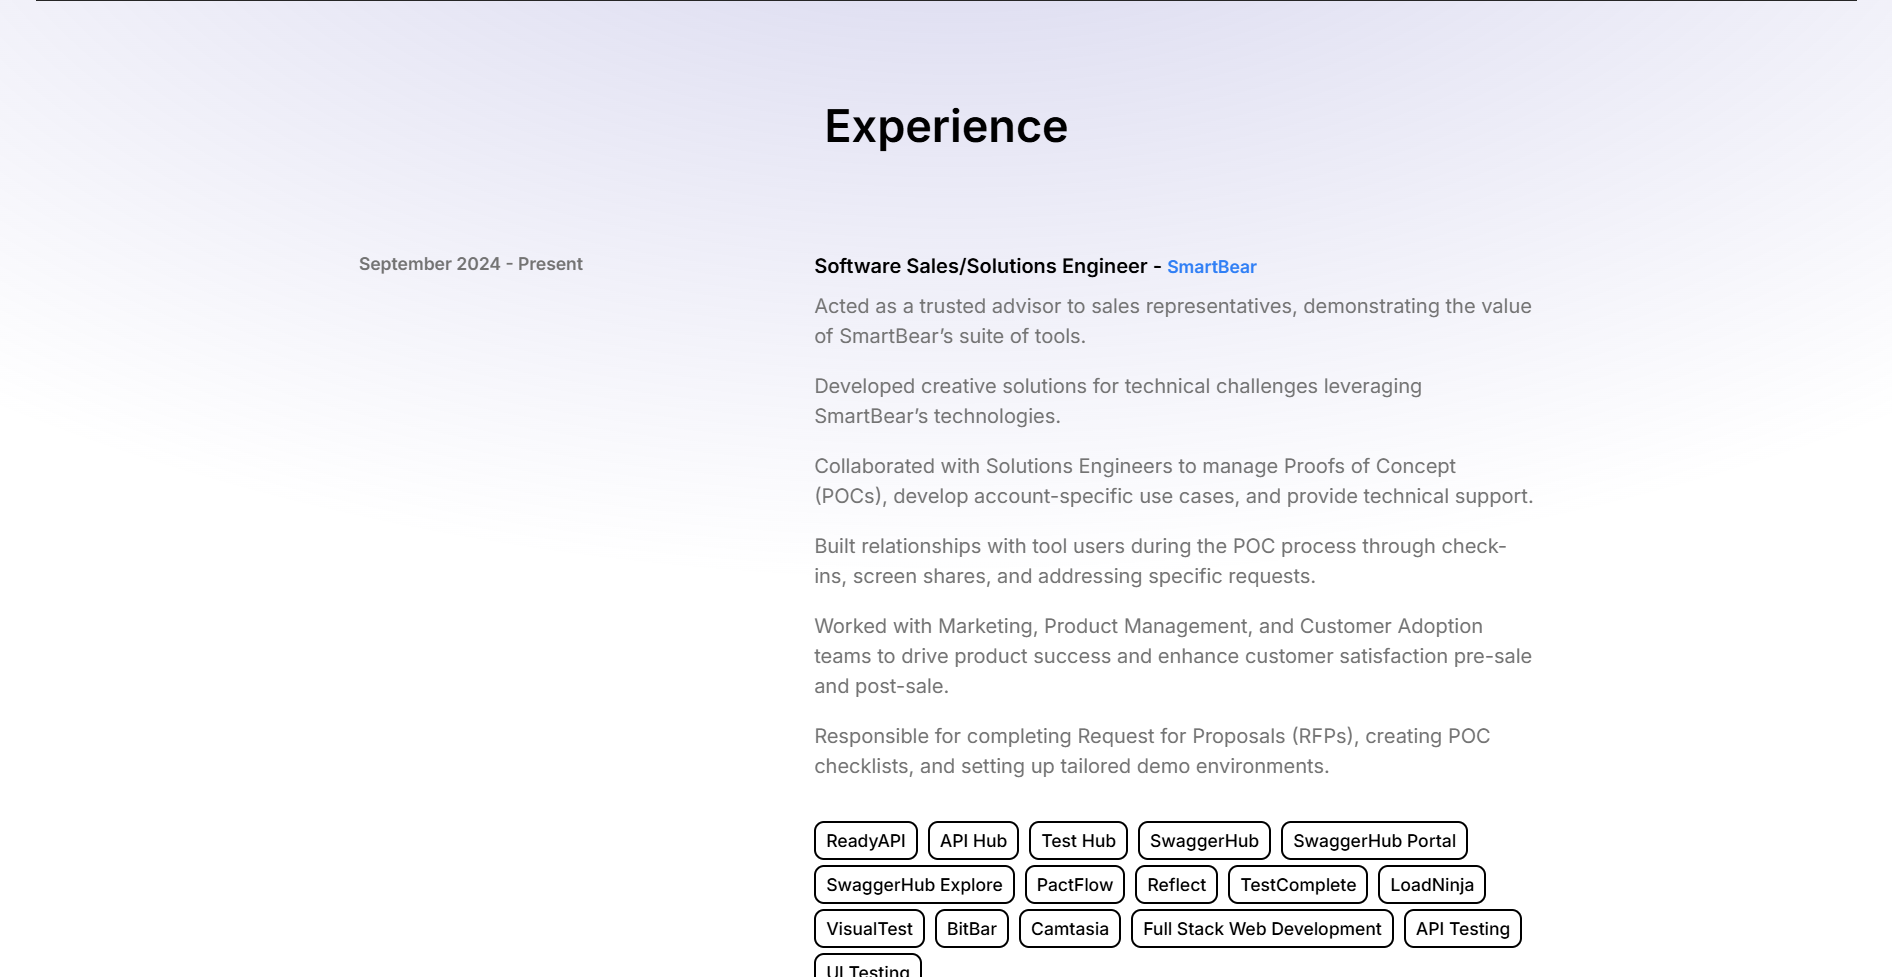 Experience
September 2024 - Present
Software Sales/Solutions Engineer - SmartBear
Acted as a trusted advisor to sales representatives, demonstrating the value
of SmartBear’s suite of tools.
Developed creative solutions for technical challenges leveraging
SmartBear’s technologies.
Collaborated with Solutions Engineers to manage Proofs of Concept
(POCs), develop account-specific use cases, and provide technical support.
Built relationships with tool users during the POC process through check-
ins, screen shares, and addressing specific requests.
Worked with Marketing, Product Management, and Customer Adoption
teams to drive product success and enhance customer satisfaction pre-sale
and post-sale.
Responsible for completing Request for Proposals (RFPs), creating POC
checklists, and setting up tailored demo environments.
ReadyAPI API Hub Test Hub SwaggerHub SwaggerHub Portal
SwaggerHub Explore PactFlow Reflect TestComplete LoadNinja
VisualTest BitBar Camtasia Full Stack Web Development API Testing
UI Testing